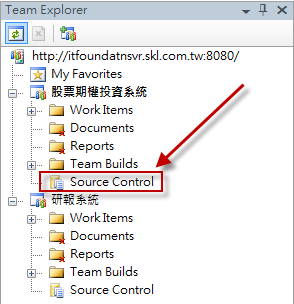 Team Explorer
http://itfoundatnsvr.skl.com.tw:8080/
My Favorites
股票期權投資系統
Work Items
Documents
Reports
Team Builds
Source Control
研報系統
Work Items
Documents
Reports
Team Builds
Source Control